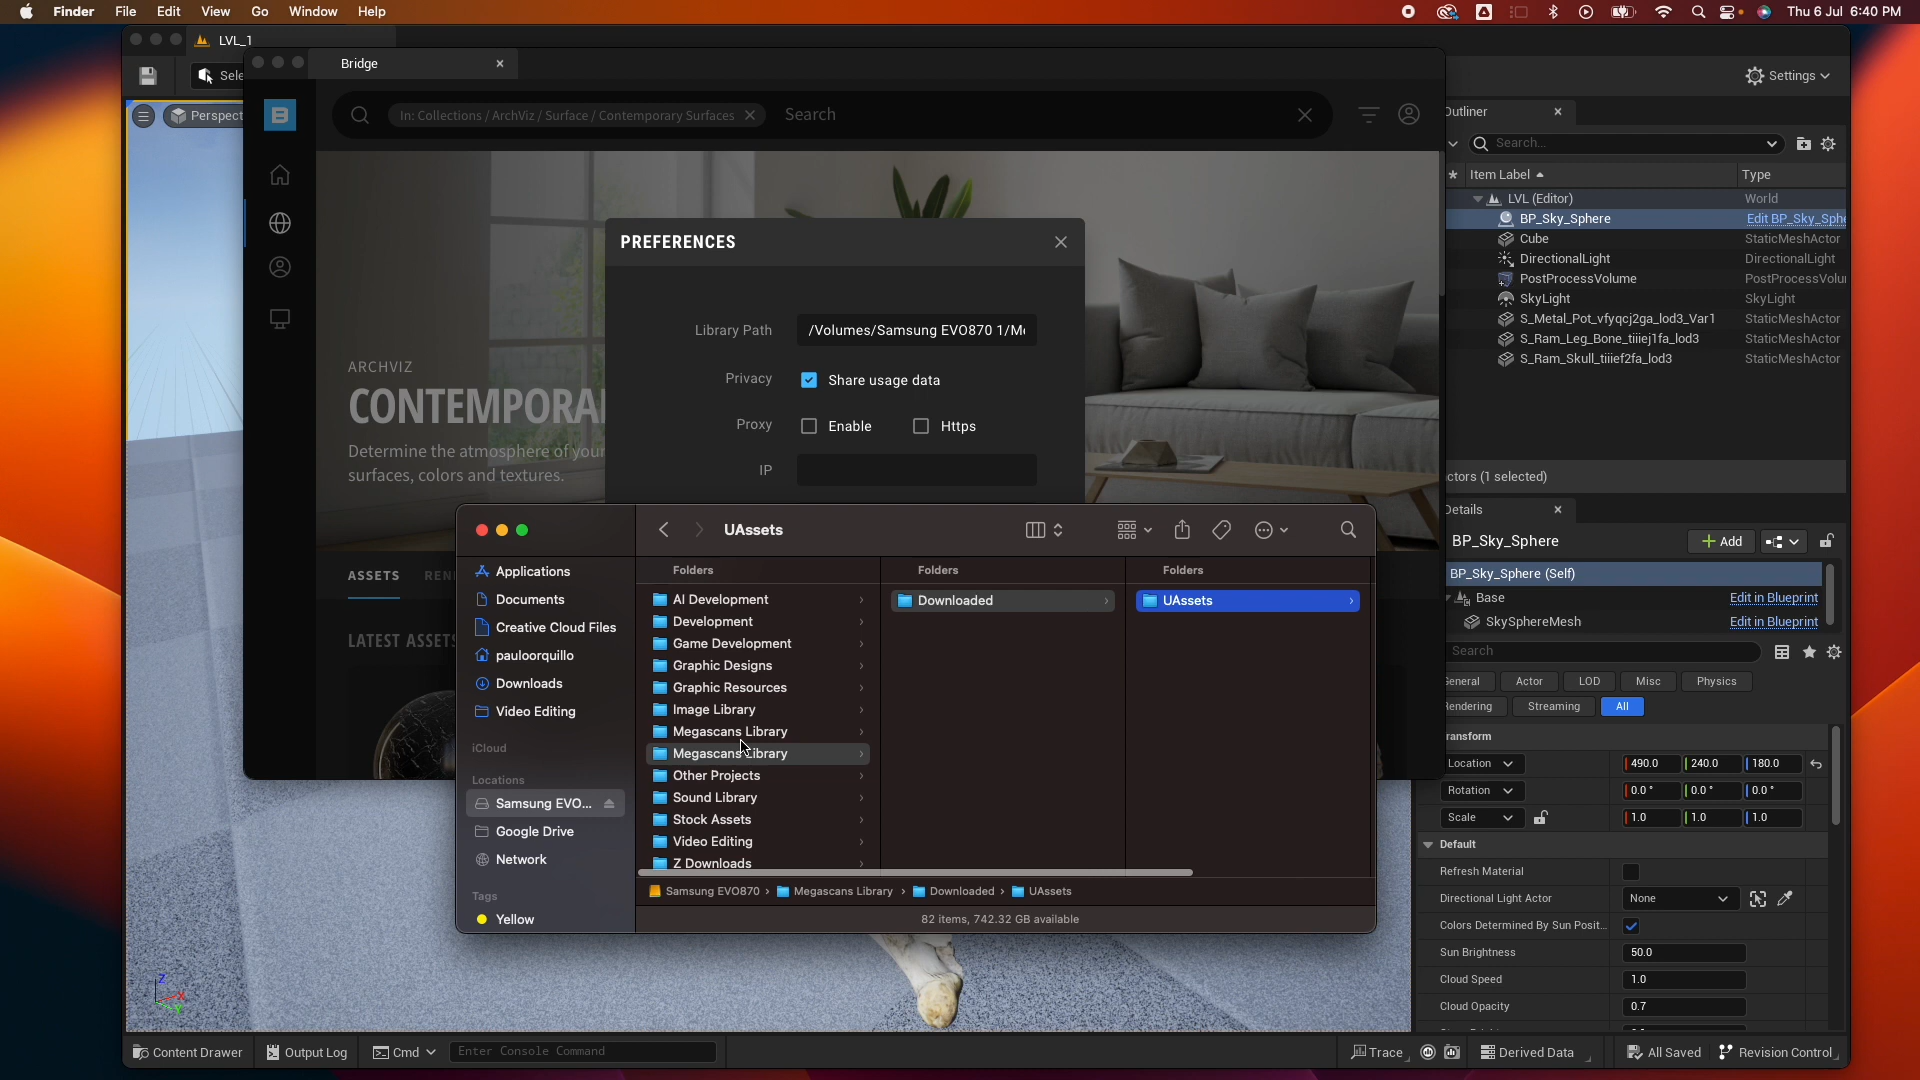 Finder File Edit View Go Window Help
Thu 6 Jul 6:40 PM
LVL_1
Sele
Settings
Bridge
In: Collections / ArchViz / Surface / Contemporary Surfaces
Search
Perspect
Outliner
Search...
Item Label
Type
LVL (Editor)
World
BP_Sky_Sphere
Edit BP_Sky_Sphe
Cube
StaticMeshActor
DirectionalLight
DirectionalLight
PostProcessVolume
PostProcessVolu
SkyLight
SkyLight
S_Metal_Pot_vfyqcj2ga_lod3_Var1
StaticMeshActor
S_Ram_Leg_Bone_tiiiej1fa_lod3
StaticMeshActor
S_Ram_Skull_tiiief2fa_lod3
StaticMeshActor
ctors (1 selected)
PREFERENCES
Library Path
/Volumes/Samsung EVO870 1/Me
Privacy
Share usage data
Proxy
Enable
Https
IP
ARCHVIZ
CONTEMPORA
Determine the atmosphere of your
surfaces, colors and textures.
ASSETS
REN
LATEST ASSETS
UAssets
Applications
Documents
Creative Cloud Files
pauloorquillo
Downloads
Video Editing
iCloud
Locations
Samsung EVO...
Google Drive
Network
Tags
Yellow
Folders
AI Development
Development
Game Development
Graphic Designs
Graphic Resources
Image Library
Megascans Library
Megascans Library
Other Projects
Sound Library
Stock Assets
Video Editing
Z Downloads
Folders
Downloaded
Folders
UAssets
Samsung EVO870 › Megascans Library › Downloaded › UAssets
82 items, 742.32 GB available
Details
BP_Sky_Sphere
Add
BP_Sky_Sphere (Self)
Base
Edit in Blueprint
SkySphereMesh
Edit in Blueprint
Search
General Actor LOD Misc Physics
Rendering Streaming All
Transform
Location
490.0 240.0 180.0
Rotation
0.0 ° 0.0 ° 0.0 °
Scale
1.0 1.0 1.0
Default
Refresh Material
Directional Light Actor
None
Colors Determined By Sun Posit...
Sun Brightness
50.0
Cloud Speed
1.0
Cloud Opacity
0.7
Z
X
Y
Content Drawer
Output Log
Cmd
Enter Console Command
Trace
Derived Data
All Saved
Revision Control